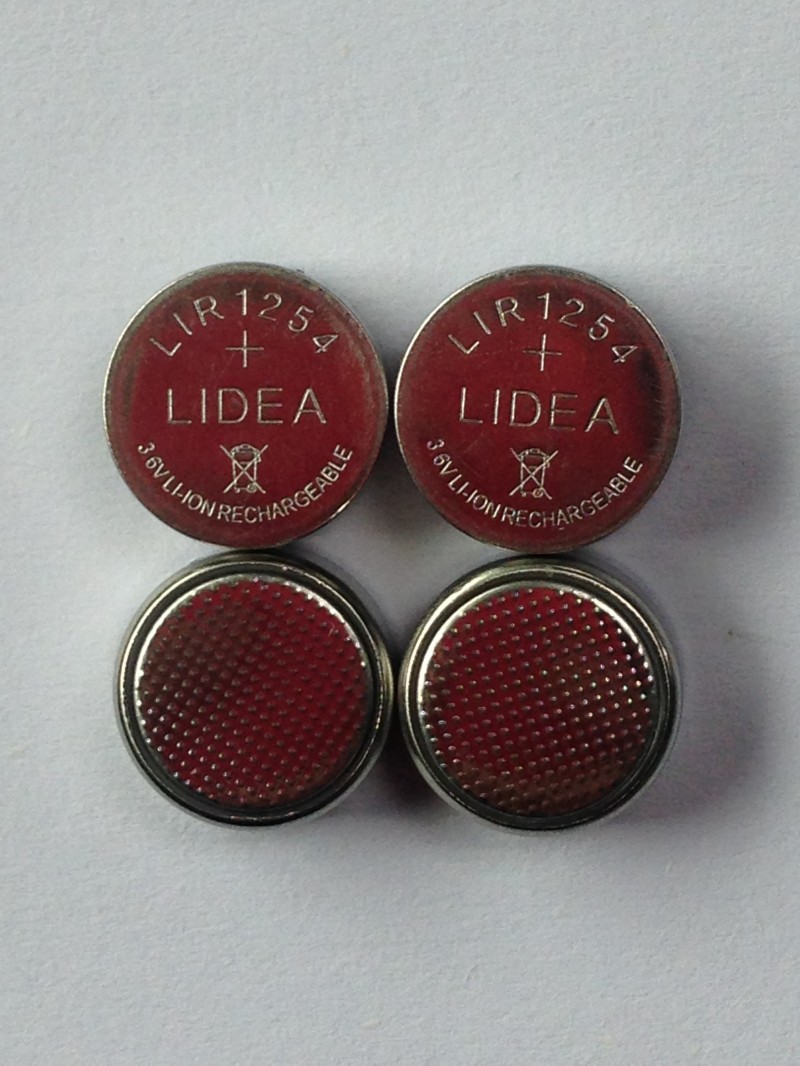 LIR1254
+
LIDEA
3.6V LI-ION RECHARGEABLE
LIR1254
+
LIDEA
3.6V LI-ION RECHARGEABLE